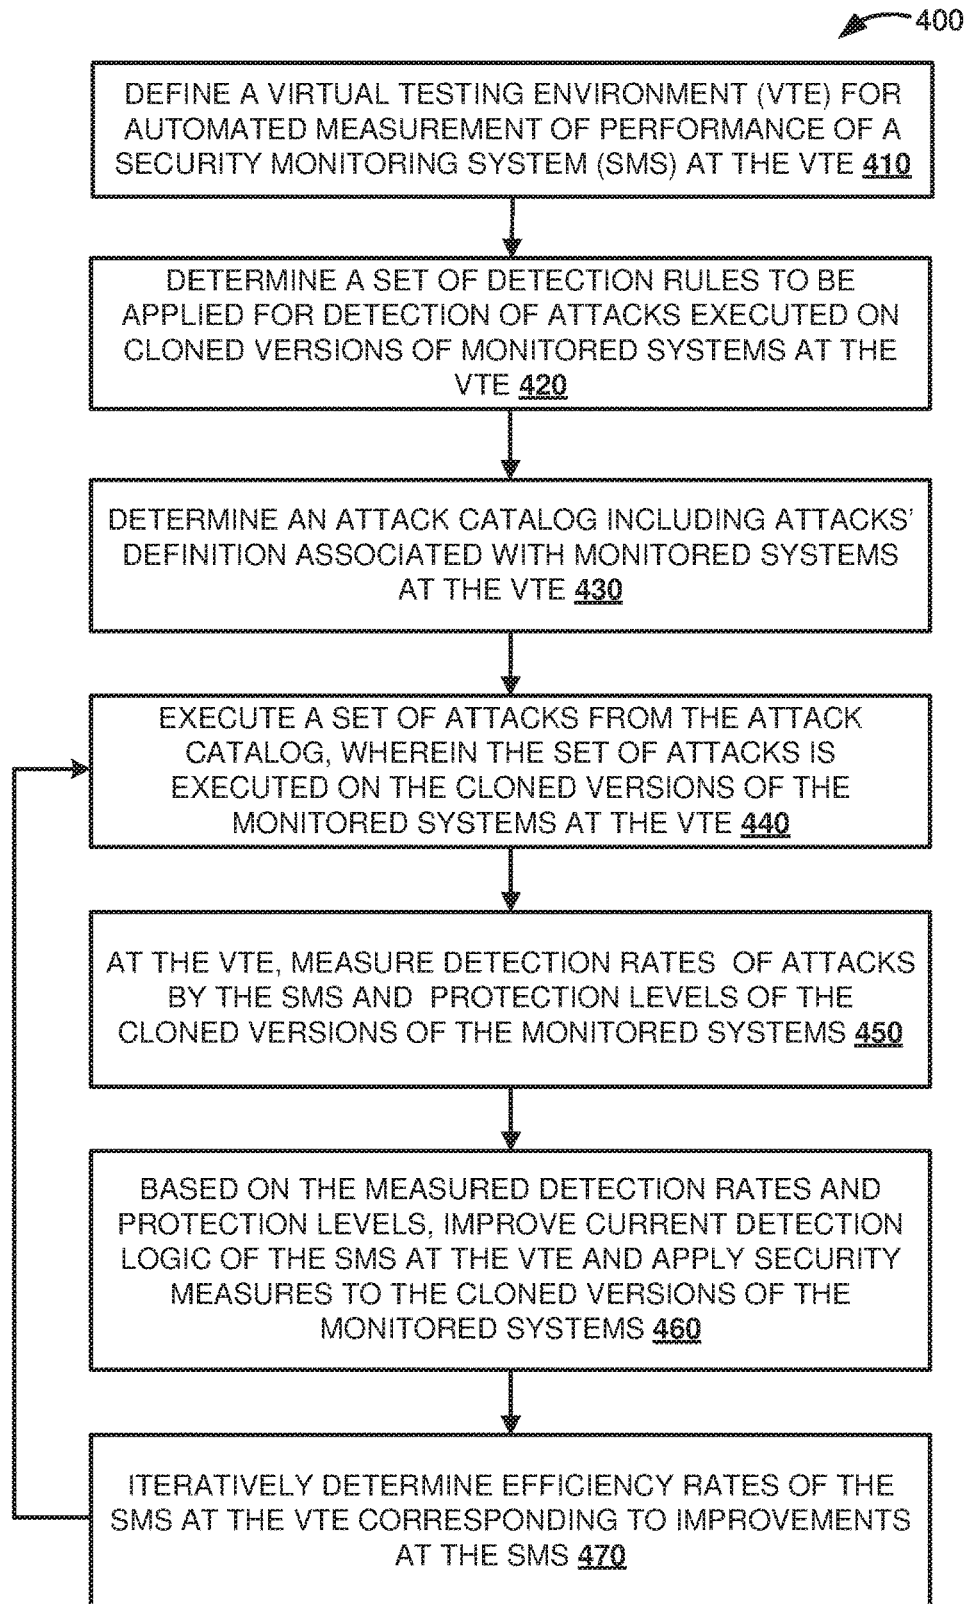 400
DEFINE A VIRTUAL TESTING ENVIRONMENT (VTE) FOR
AUTOMATED MEASUREMENT OF PERFORMANCE OF A
SECURITY MONITORING SYSTEM (SMS) AT THE VTE 410
DETERMINE A SET OF DETECTION RULES TO BE
APPLIED FOR DETECTION OF ATTACKS EXECUTED ON
CLONED VERSIONS OF MONITORED SYSTEMS AT THE
VTE 420
DETERMINE AN ATTACK CATALOG INCLUDING ATTACKS'
DEFINITION ASSOCIATED WITH MONITORED SYSTEMS
AT THE VTE 430
EXECUTE A SET OF ATTACKS FROM THE ATTACK
CATALOG, WHEREIN THE SET OF ATTACKS IS
EXECUTED ON THE CLONED VERSIONS OF THE
MONITORED SYSTEMS AT THE VTE 440
AT THE VTE, MEASURE DETECTION RATES OF ATTACKS
BY THE SMS AND PROTECTION LEVELS OF THE
CLONED VERSIONS OF THE MONITORED SYSTEMS 450
BASED ON THE MEASURED DETECTION RATES AND
PROTECTION LEVELS, IMPROVE CURRENT DETECTION
LOGIC OF THE SMS AT THE VTE AND APPLY SECURITY
MEASURES TO THE CLONED VERSIONS OF THE
MONITORED SYSTEMS 460
ITERATIVELY DETERMINE EFFICIENCY RATES OF THE
SMS AT THE VTE CORRESPONDING TO IMPROVEMENTS
AT THE SMS 470